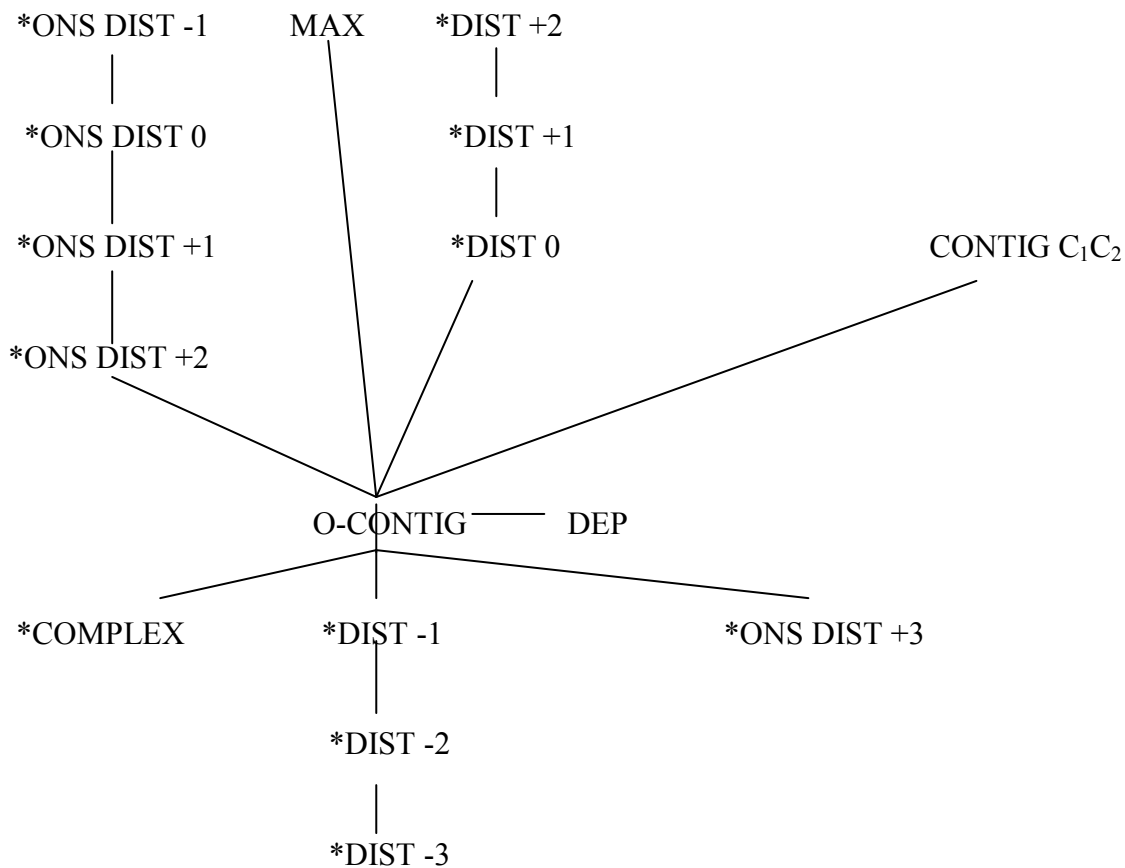 *ONS DIST -1 MAX *DIST +2
*ONS DIST 0 *DIST +1
*ONS DIST +1 *DIST 0 CONTIG C₁C₂
*ONS DIST +2
O-CONTIG DEP
*COMPLEX *DIST -1 *ONS DIST +3
*DIST -2
*DIST -3